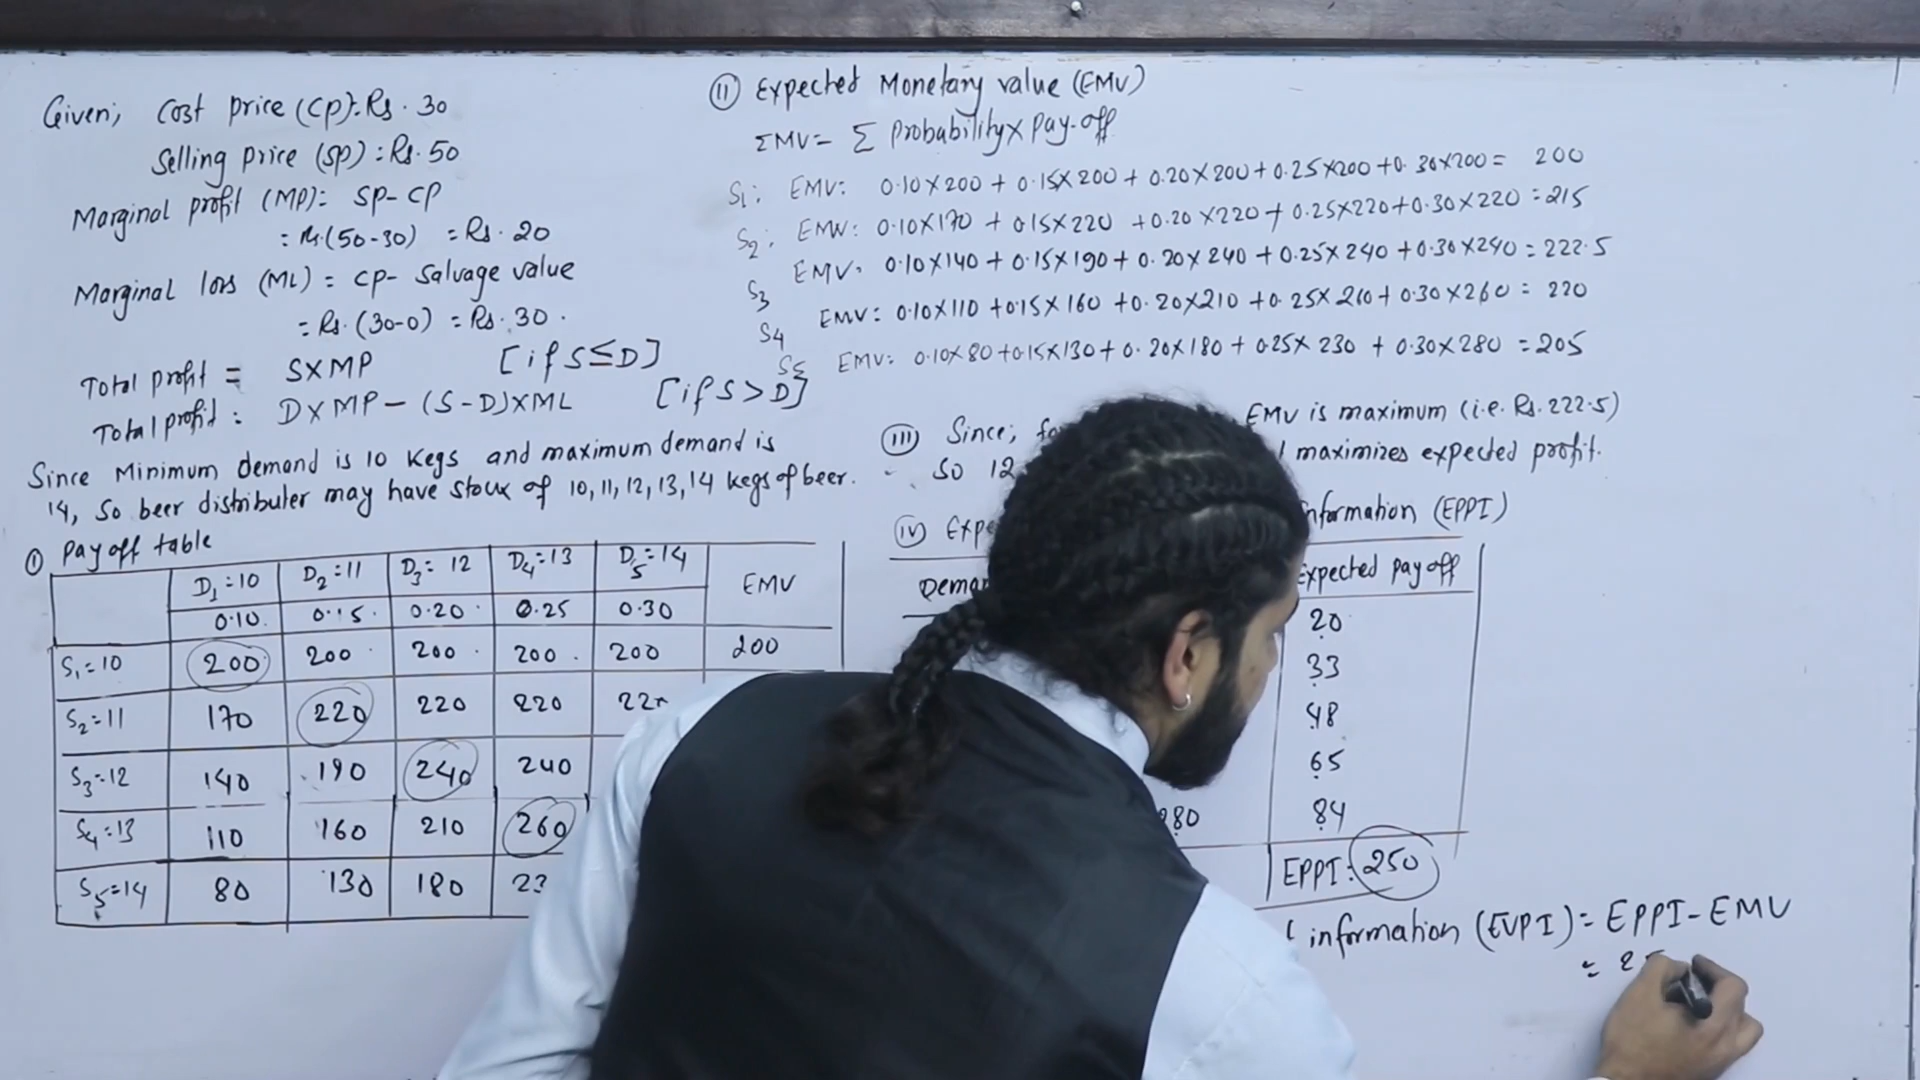 Given; Cost price (CP): Rs. 30
Selling price (SP) : Rs. 50
Marginal profit (MP): SP - CP
= Rs. (50-30) = Rs. 20
Marginal loss (ML) = CP - Salvage value
= Rs. (30-0) = Rs. 30.
Total profit = S×MP [if S≤D]
Total profit: D×MP - (S-D)×ML [if S>D]
Since Minimum demand is 10 Kegs and maximum demand is
14, so beer distributer may have stock of 10, 11, 12, 13, 14 kegs of beer.
① Pay off table
D1=10 D2=11 D3=12 D4=13 D5=14 EMV
0.10 0.15 0.20 0.25 0.30
S1=10 200 200 200 200 200 200
S2=11 170 220 220 220
S3=12 140 190 240 240
S4=13 110 160 210 260
S5=14 80 130 180
⑪ Expected Monetary value (EMV)
EMV= Σ Probability × Pay-off
S1: EMV: 0.10×200 + 0.15×200 + 0.20×200 + 0.25×200 + 0.30×200 = 200
S2: EMV: 0.10×170 + 0.15×220 + 0.20×220 + 0.25×220 + 0.30×220 = 215
S3 EMV: 0.10×140 + 0.15×190 + 0.20×240 + 0.25×240 + 0.30×240 = 222.5
S4 EMV: 0.10×110 + 0.15×160 + 0.20×210 + 0.25×260 + 0.30×260 = 220
S5 EMV: 0.10×80 + 0.15×130 + 0.20×180 + 0.25×230 + 0.30×280 = 205
(III) Since; EMV is maximum (i.e. Rs. 222.5)
So 12 maximizes expected profit.
(IV) (EPPI)
Expected pay off
20
33
48
65
84
EPPI: 250
information (EVPI) = EPPI - EMV